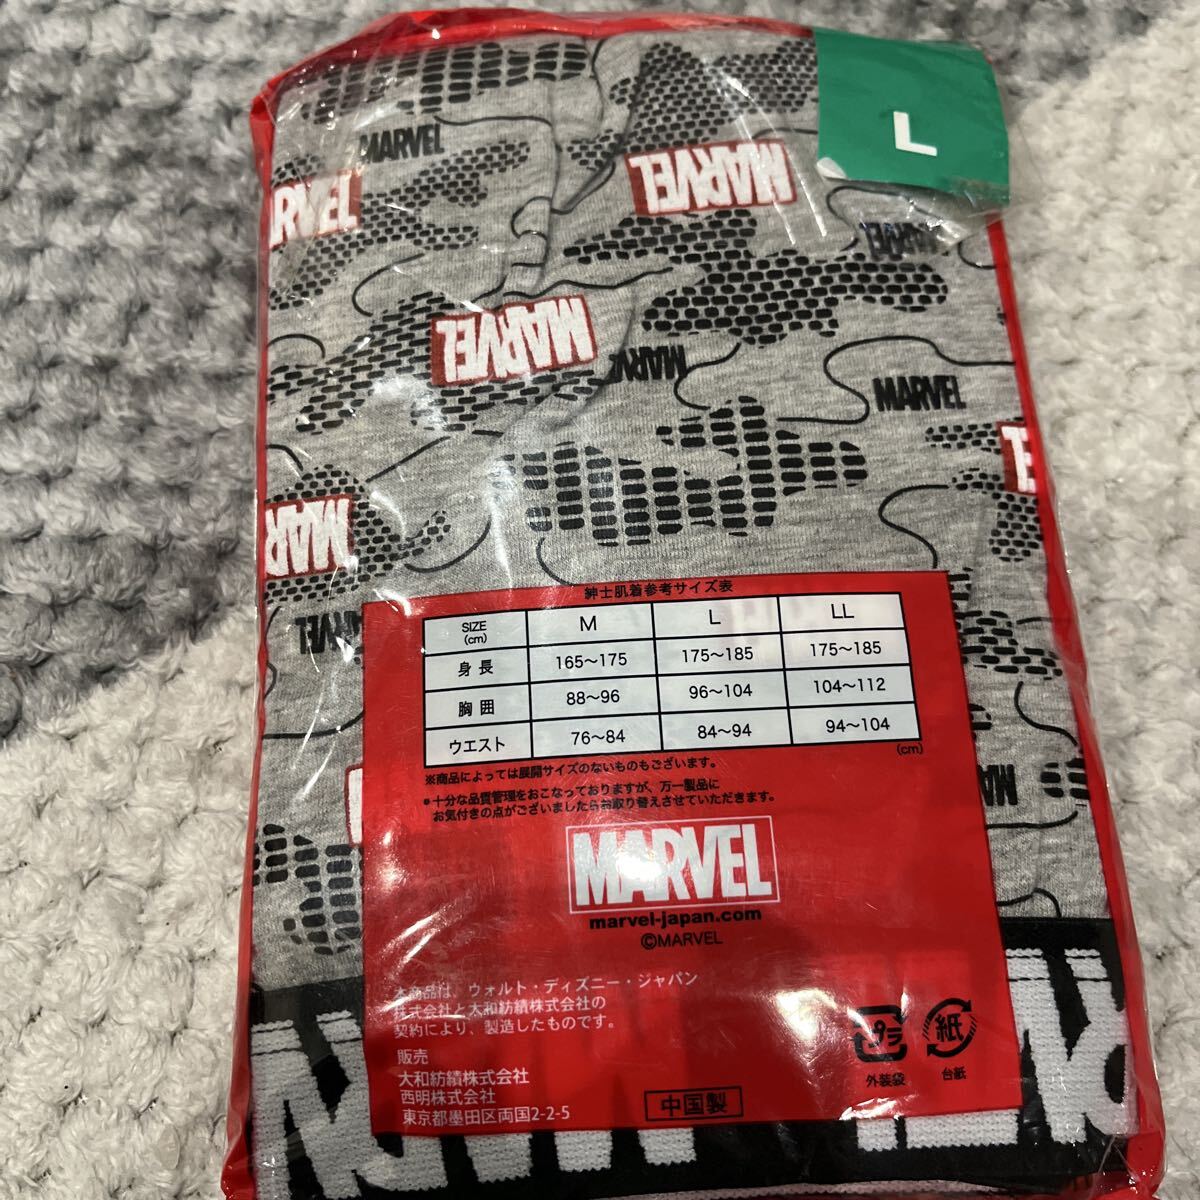 L
MARVEL
MARVEL
MARVEL
MARVEL
MARVEL
MARVEL
MARVEL
紳士肌着参考サイズ表
SIZE (cm) M L LL
身長 165〜175 175〜185 175〜185
胸囲 88〜96 96〜104 104〜112
ウエスト 76〜84 84〜94 94〜104
(cm)
※商品によっては展開サイズのないものもございます。
●十分な品質管理をおこなっておりますが、万一製品に
お気付きの点がございましたらお取り替えさせていただきます。
MARVEL
marvel-japan.com
©MARVEL
本商品は、ウォルト・ディズニー・ジャパン
株式会社と大和紡績株式会社の
契約により、製造したものです。
販売
大和紡績株式会社
西明株式会社
東京都墨田区両国2-2-5
中国製
プラ
外装袋
紙
台紙